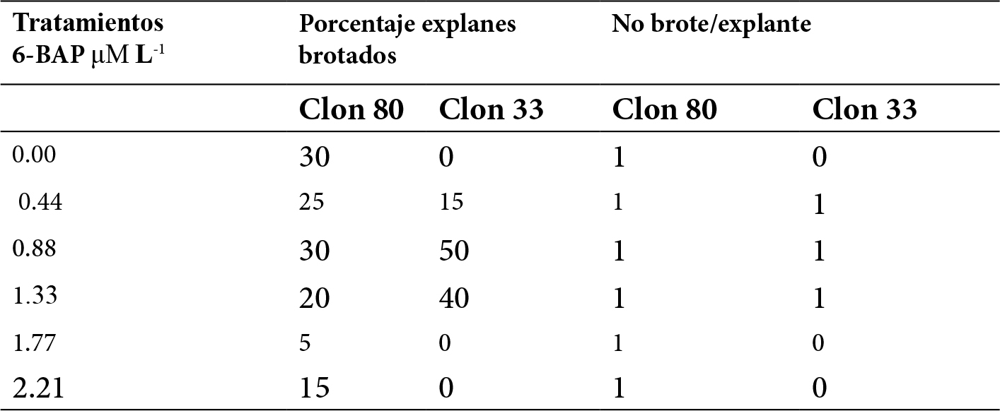 Tratamientos Porcentaje explanes No brote/explante
6-BAP μM L-1 brotados
Clon 80 Clon 33 Clon 80 Clon 33
0.00 30 0 1 0
0.44 25 15 1 1
0.88 30 50 1 1
1.33 20 40 1 1
1.77 5 0 1 0
2.21 15 0 1 0